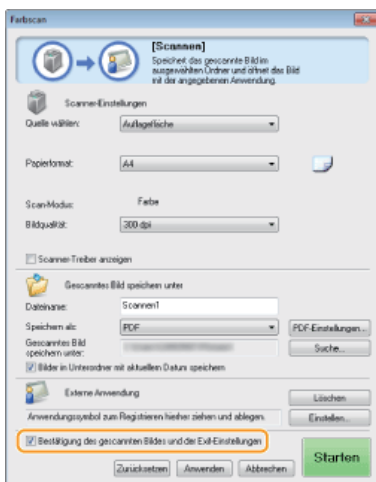 Farbscan
[Scannen]
Speichert das gescannte Bild im
ausgewählten Ordner und öffnet das Bild
mit der angegebenen Anwendung.
Scanner-Einstellungen
Quelle wählen: Auflagefläche
Papierformat: A4
Scan-Modus: Farbe
Bildqualität: 300 dpi
Scanner-Treiber anzeigen
Gescanntes Bild speichern unter
Dateiname: Scannen1
Speichern als: PDF PDF-Einstellungen...
Gescanntes Bild
speichern unter: Suche...
Bilder in Unterordner mit aktuellem Datum speichern
Externe Anwendung Löschen
Anwendungssymbol zum Registrieren hierher ziehen und ablegen. Einstellen...
Bestätigung des gescannten Bildes und der Exit-Einstellungen
Zurücksetzen Anwenden Abbrechen Starten